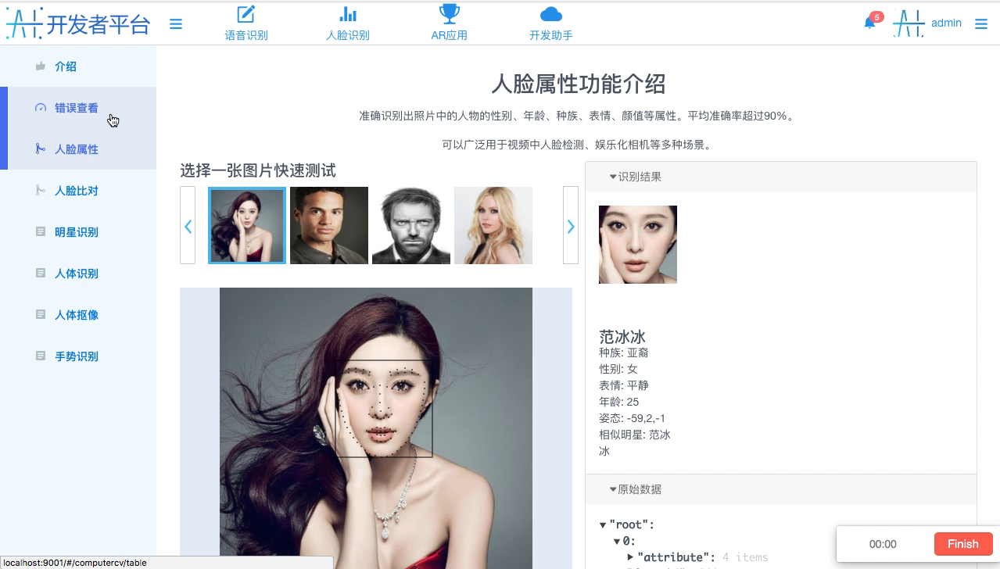 AI 开发者平台
语音识别
人脸识别
AR应用
开发助手
5
AI
admin
介绍
错误查看
人脸属性
人脸比对
明星识别
人体识别
人体抠像
手势识别
人脸属性功能介绍
准确识别出照片中的人物的性别、年龄、种族、表情、颜值等属性。平均准确率超过90%。
可以广泛用于视频中人脸检测、娱乐化相机等多种场景。
选择一张图片快速测试
识别结果
范冰冰
种族: 亚裔
性别: 女
表情: 平静
年龄: 25
姿态: -59,2,-1
相似明星: 范冰
冰
原始数据
"root":
0:
"attribute": 4 items
00:00
Finish
localhost:9001/#/computercv/table